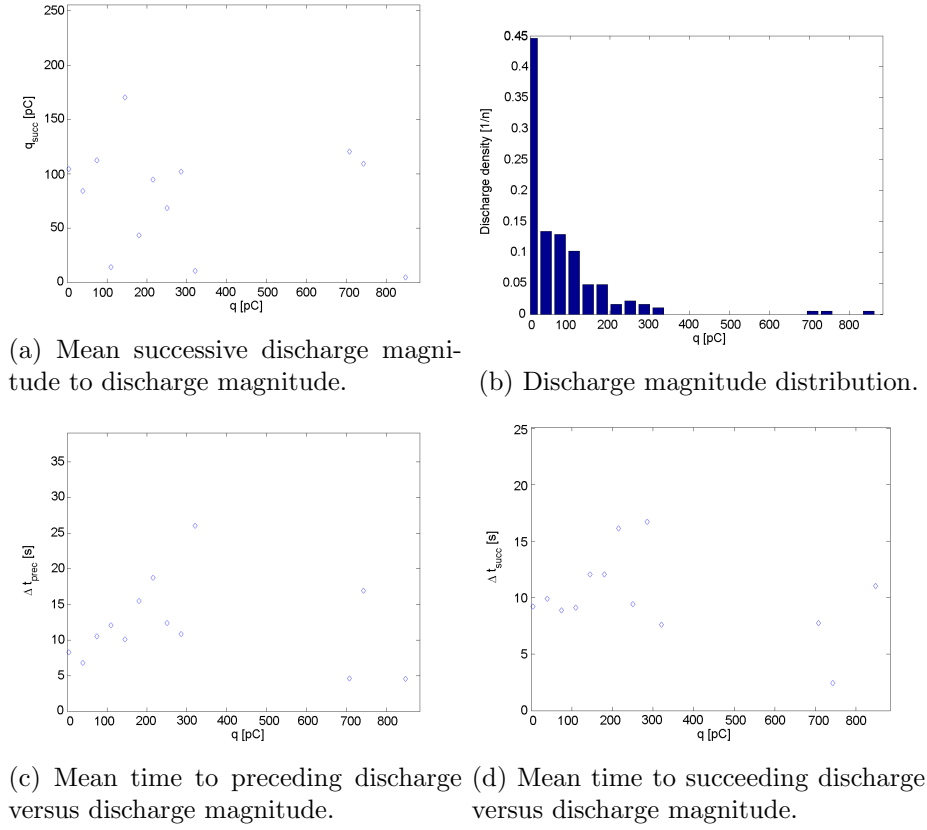 250
200
150
100
50
0
q_succ [pC]
0 100 200 300 400 500 600 700 800
q [pC]
(a) Mean successive discharge magni-
tude to discharge magnitude.
0.45
0.4
0.35
0.3
0.25
0.2
0.15
0.1
0.05
0
Discharge density [1/n]
0 100 200 300 400 500 600 700 800
q [pC]
(b) Discharge magnitude distribution.
35
30
25
20
15
10
5
0
Δ t_prec [s]
0 100 200 300 400 500 600 700 800
q [pC]
(c) Mean time to preceding discharge
versus discharge magnitude.
25
20
15
10
5
0
Δ t_succ [s]
0 100 200 300 400 500 600 700 800
q [pC]
(d) Mean time to succeeding discharge
versus discharge magnitude.